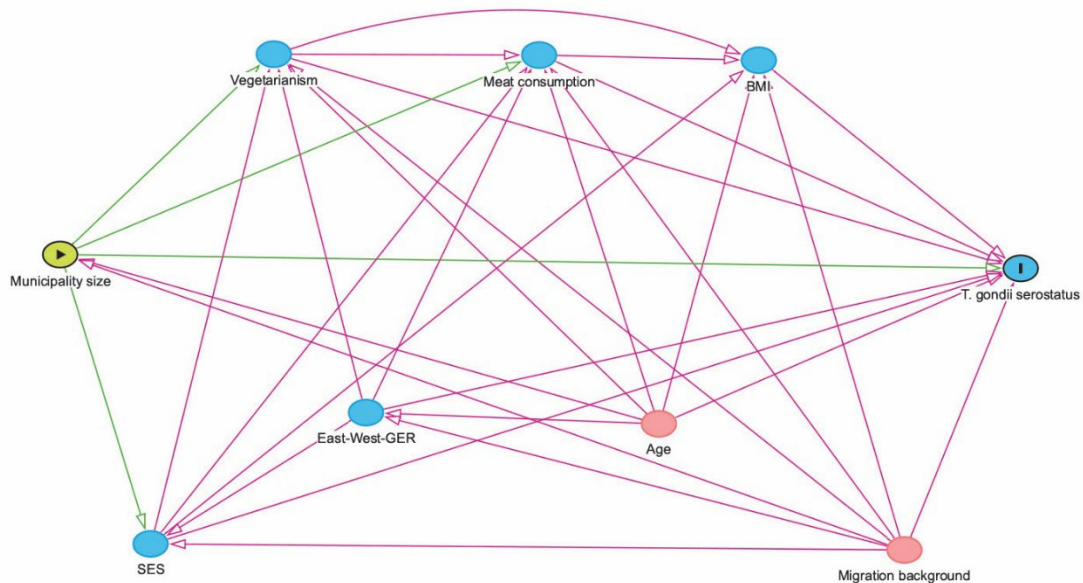 Vegetarianism
Meat consumption
BMI
Municipality size
T. gondii serostatus
East-West-GER
Age
SES
Migration background